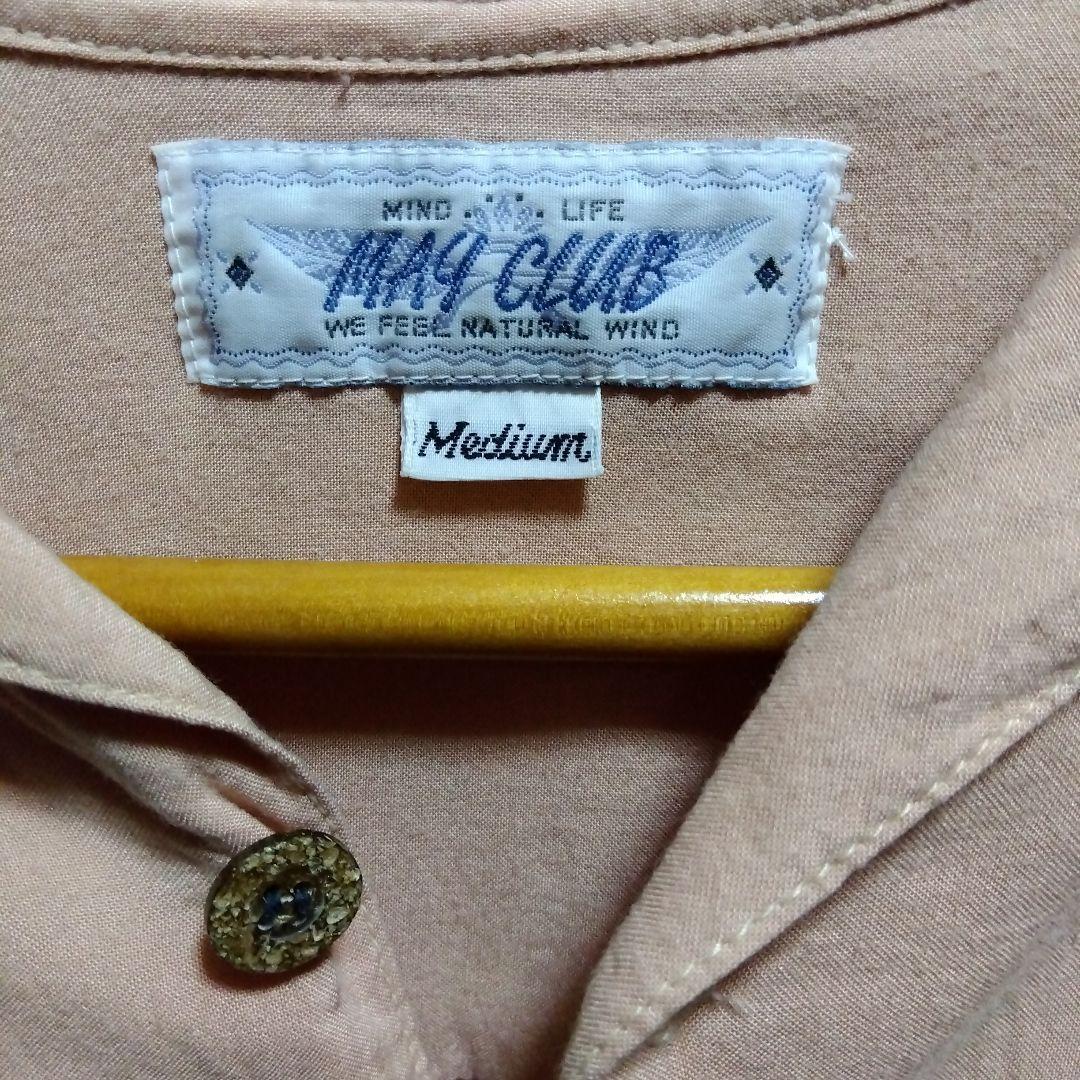 MIND LIFE
MAY CLUB
WE FEEL NATURAL WIND
Medium